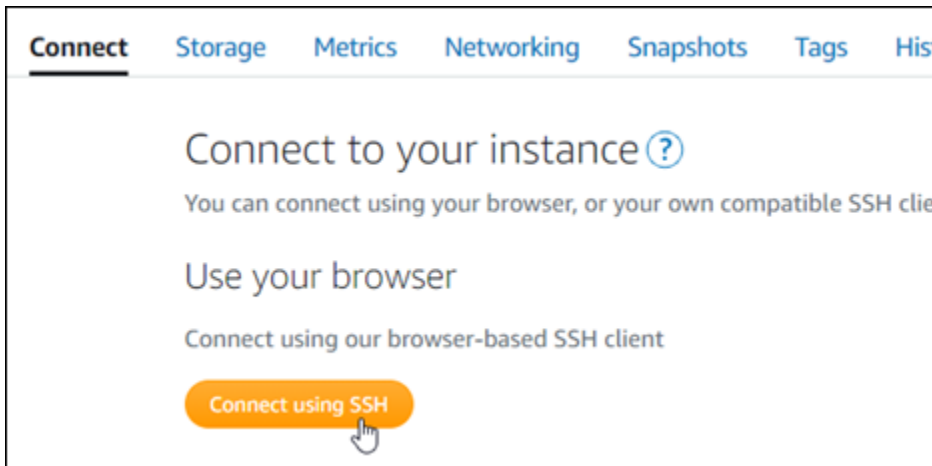 Connect Storage Metrics Networking Snapshots Tags
Connect to your instance ?
You can connect using your browser, or your own compatible SSH
Use your browser
Connect using our browser-based SSH client
Connect using SSH